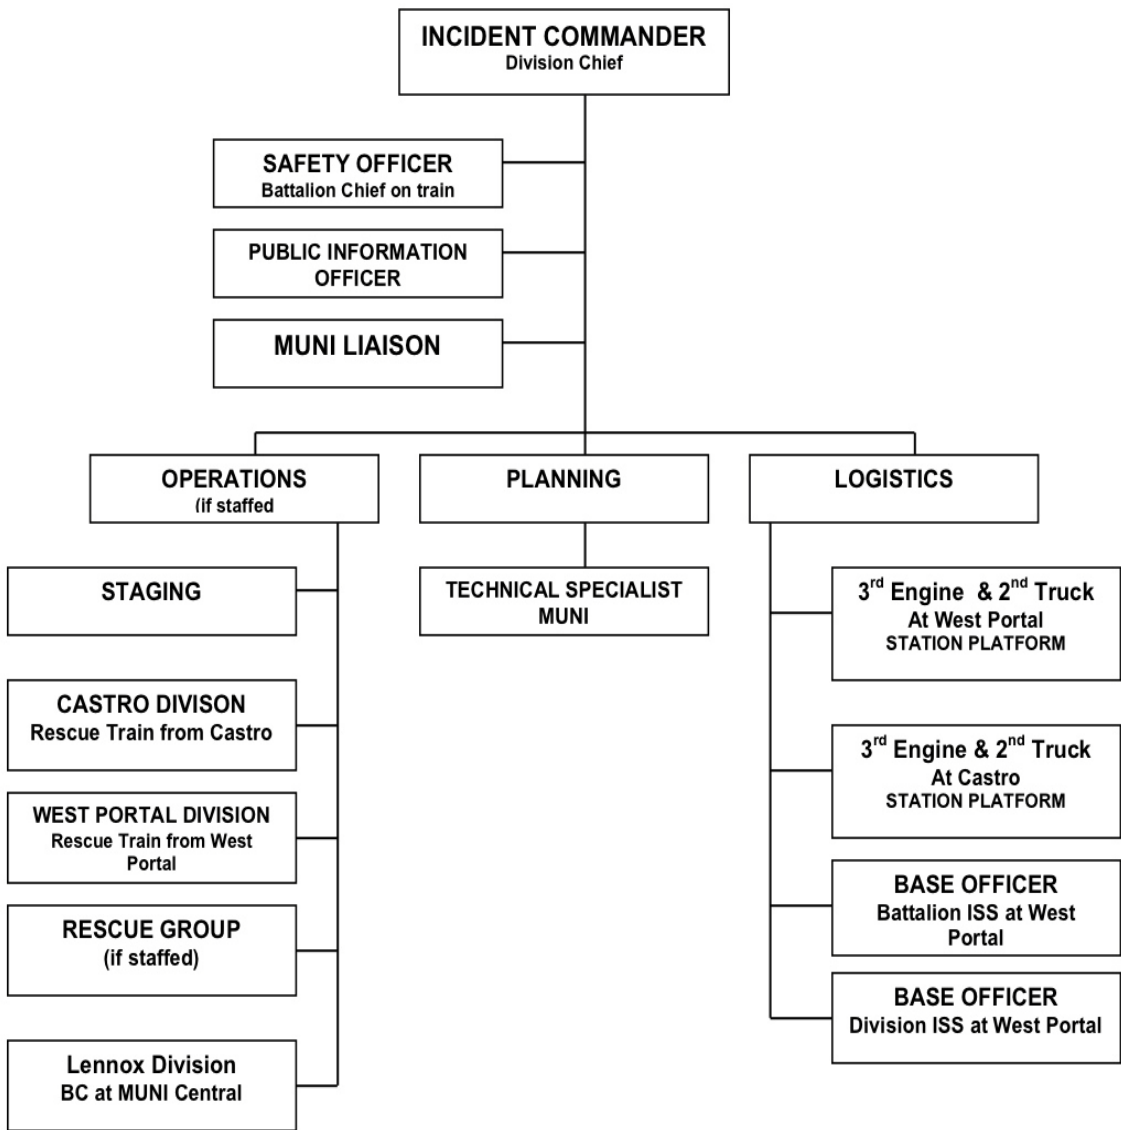 INCIDENT COMMANDER
Division Chief
SAFETY OFFICER
Battalion Chief on train
PUBLIC INFORMATION
OFFICER
MUNI LIAISON
OPERATIONS
(if staffed
PLANNING
LOGISTICS
STAGING
CASTRO DIVISON
Rescue Train from Castro
WEST PORTAL DIVISION
Rescue Train from West
Portal
RESCUE GROUP
(if staffed)
Lennox Division
BC at MUNI Central
TECHNICAL SPECIALIST
MUNI
3rd Engine & 2nd Truck
At West Portal
STATION PLATFORM
3rd Engine & 2nd Truck
At Castro
STATION PLATFORM
BASE OFFICER
Battalion ISS at West
Portal
BASE OFFICER
Division ISS at West Portal